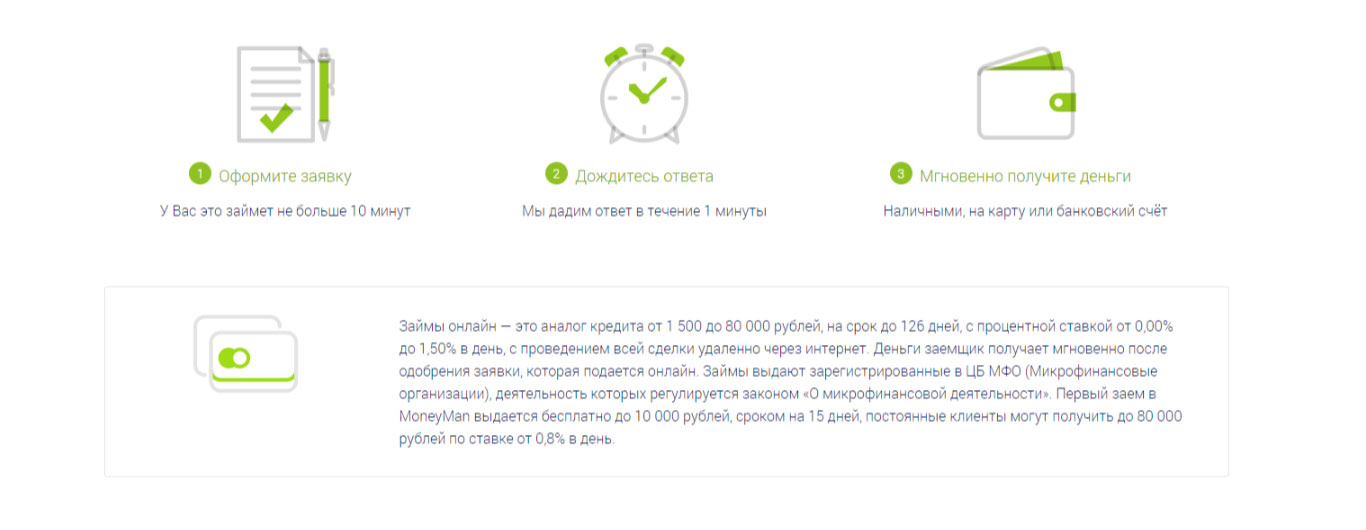 1 Оформите заявку
У Вас это займет не больше 10 минут
2 Дождитесь ответа
Мы дадим ответ в течение 1 минуты
3 Мгновенно получите деньги
Наличными, на карту или банковский счёт
Займы онлайн — это аналог кредита от 1 500 до 80 000 рублей, на срок до 126 дней, с процентной ставкой от 0,00%
до 1,50% в день, с проведением всей сделки удаленно через интернет. Деньги заемщик получает мгновенно после
одобрения заявки, которая подается онлайн. Займы выдают зарегистрированные в ЦБ МФО (Микрофинансовые
организации), деятельность которых регулируется законом «О микрофинансовой деятельности». Первый заем в
MoneyMan выдается бесплатно до 10 000 рублей, сроком на 15 дней, постоянные клиенты могут получить до 80 000
рублей по ставке от 0,8% в день.